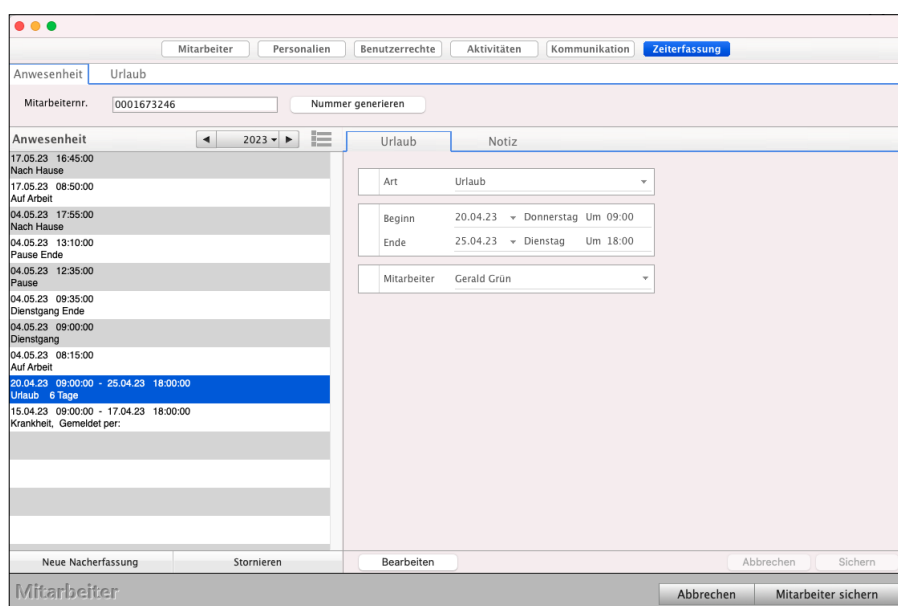 Mitarbeiter Personalien Benutzerrechte Aktivitäten Kommunikation Zeiterfassung
Anwesenheit Urlaub
Mitarbeiternr. 0001673246 Nummer generieren
Anwesenheit 2023
17.05.23 16:45:00
Nach Hause
17.05.23 08:50:00
Auf Arbeit
04.05.23 17:55:00
Nach Hause
04.05.23 13:10:00
Pause Ende
04.05.23 12:35:00
Pause
04.05.23 09:35:00
Dienstgang Ende
04.05.23 09:00:00
Dienstgang
04.05.23 08:15:00
Auf Arbeit
20.04.23 09:00:00 - 25.04.23 18:00:00
Urlaub 6 Tage
15.04.23 09:00:00 - 17.04.23 18:00:00
Krankheit, Gemeldet per:
Neue Nacherfassung Stornieren
Urlaub Notiz
Art Urlaub
Beginn 20.04.23 Donnerstag Um 09:00
Ende 25.04.23 Dienstag Um 18:00
Mitarbeiter Gerald Grün
Bearbeiten Abbrechen Sichern
Mitarbeiter Abbrechen Mitarbeiter sichern